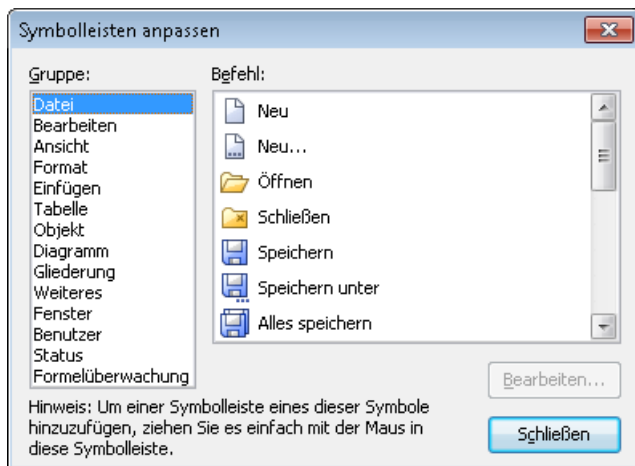 Symbolleisten anpassen
Gruppe:
Datei
Bearbeiten
Ansicht
Format
Einfügen
Tabelle
Objekt
Diagramm
Gliederung
Weiteres
Fenster
Benutzer
Status
Formelüberwachung
Befehl:
Neu
Neu...
Öffnen
Schließen
Speichern
Speichern unter
Alles speichern
Bearbeiten...
Hinweis: Um einer Symbolleiste eines dieser Symbole
hinzuzufügen, ziehen Sie es einfach mit der Maus in
diese Symbolleiste.
Schließen